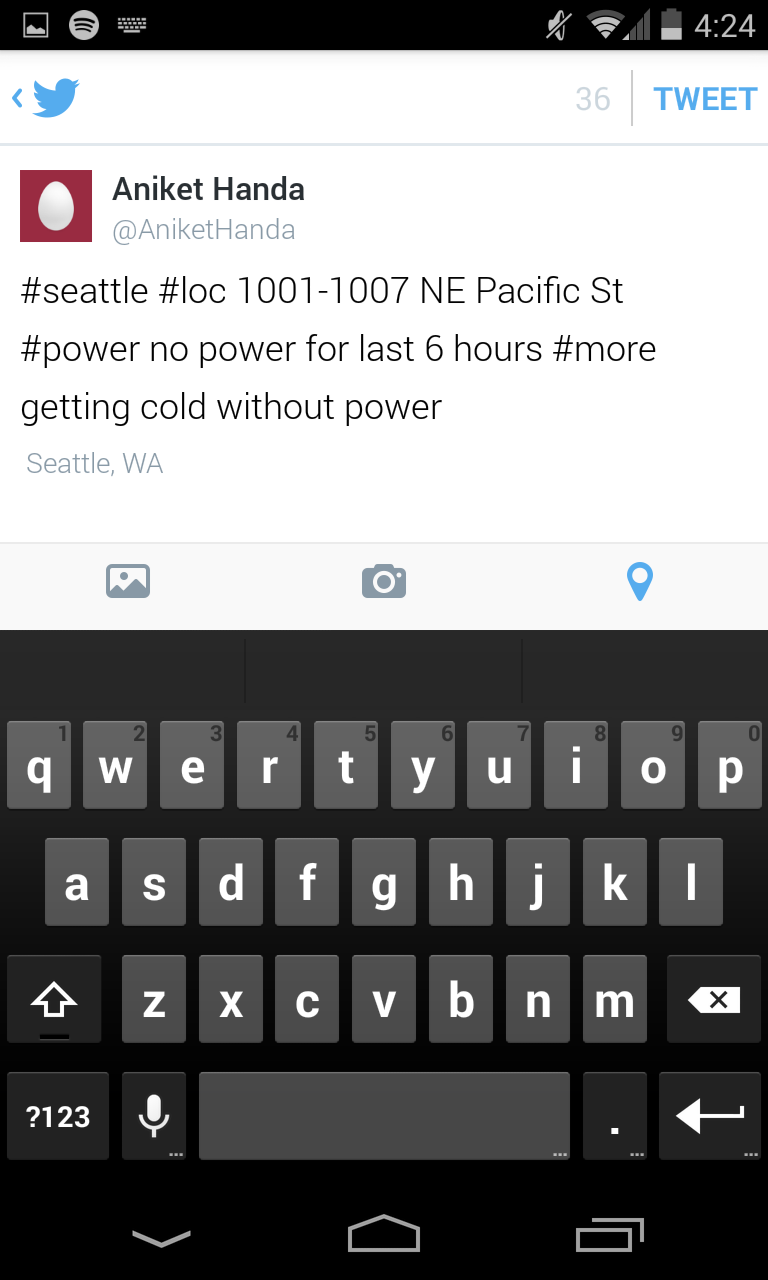 4:24
36 TWEET
Aniket Handa
@AniketHanda
#seattle #loc 1001-1007 NE Pacific St
#power no power for last 6 hours #more
getting cold without power
Seattle, WA
1 2 3 4 5 6 7 8 9 0
q w e r t y u i o p
a s d f g h j k l
z x c v b n m
?123 .